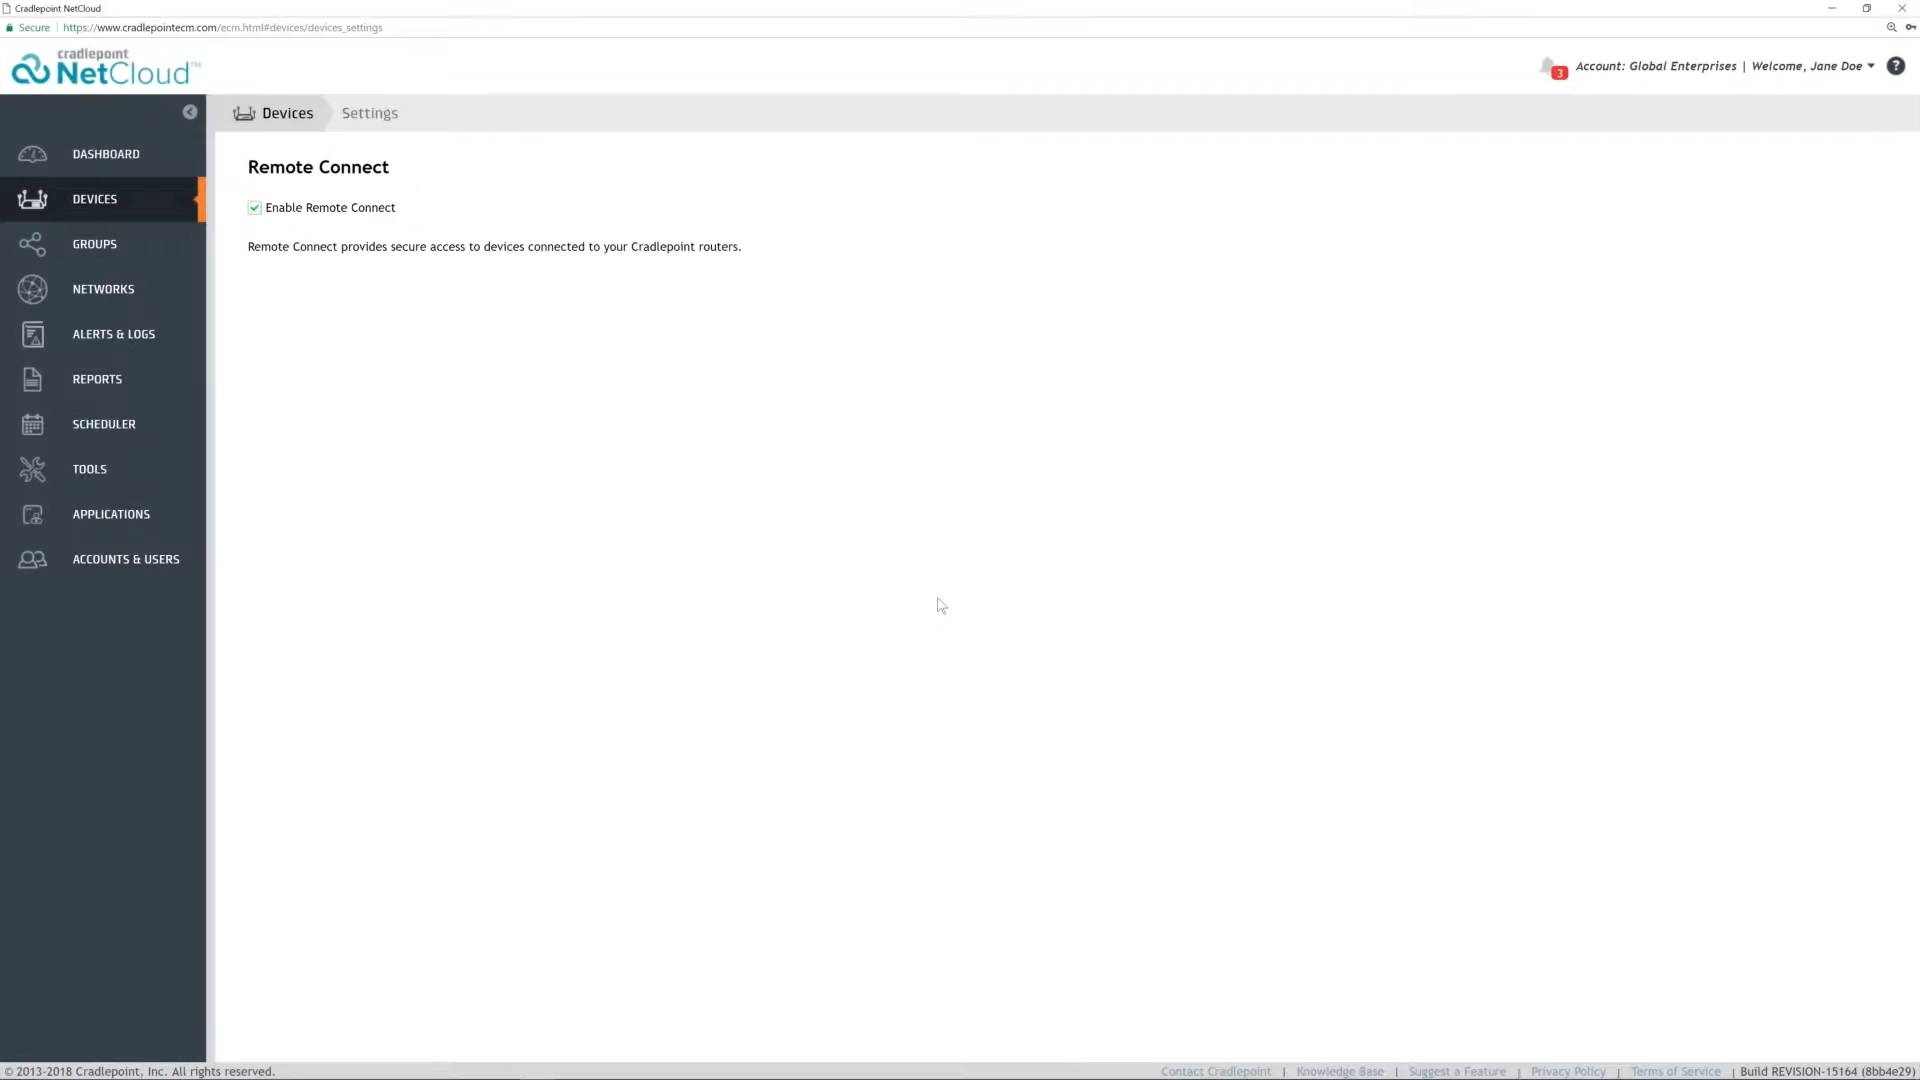 Cradlepoint NetCloud
Secure | https://www.cradlepointecm.com/ecm.html#devices/devices_settings
cradlepoint
NetCloud™
3
Account: Global Enterprises | Welcome, Jane Doe
?
Devices
Settings
DASHBOARD
DEVICES
GROUPS
NETWORKS
ALERTS & LOGS
REPORTS
SCHEDULER
TOOLS
APPLICATIONS
ACCOUNTS & USERS
Remote Connect
Enable Remote Connect
Remote Connect provides secure access to devices connected to your Cradlepoint routers.
© 2013-2018 Cradlepoint, Inc. All rights reserved.
Contact Cradlepoint | Knowledge Base | Suggest a Feature | Privacy Policy | Terms of Service | Build REVISION-15164 (8bb4e29)